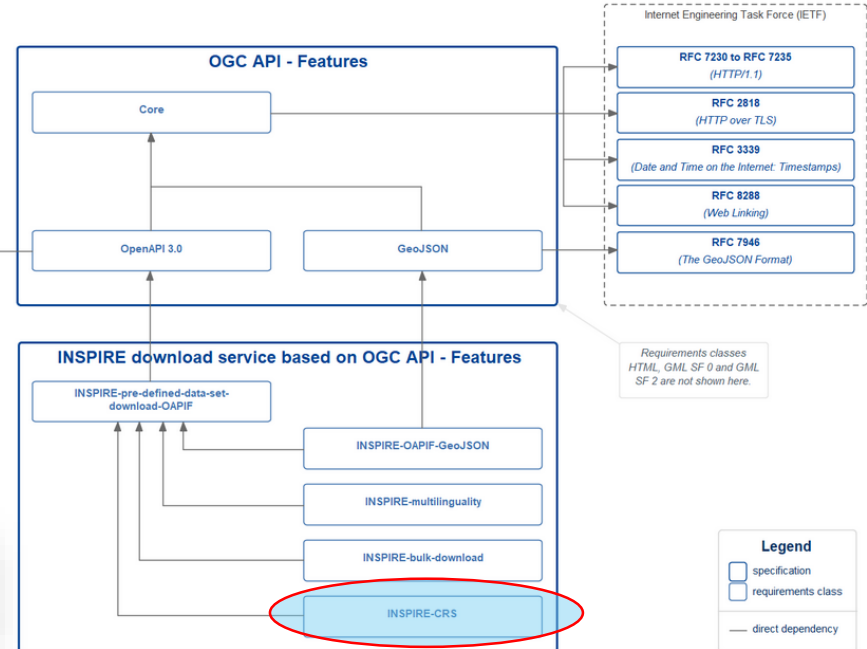 Internet Engineering Task Force (IETF)
OGC API - Features
Core
RFC 7230 to RFC 7235
(HTTP/1.1)
RFC 2818
(HTTP over TLS)
RFC 3339
(Date and Time on the Internet: Timestamps)
RFC 8288
(Web Linking)
OpenAPI 3.0
GeoJSON
RFC 7946
(The GeoJSON Format)
Requirements classes
HTML, GML SF 0 and GML
SF 2 are not shown here.
INSPIRE download service based on OGC API - Features
INSPIRE-pre-defined-data-set-
download-OAPIF
INSPIRE-OAPIF-GeoJSON
INSPIRE-multilinguality
INSPIRE-bulk-download
INSPIRE-CRS
Legend
specification
requirements class
direct dependency